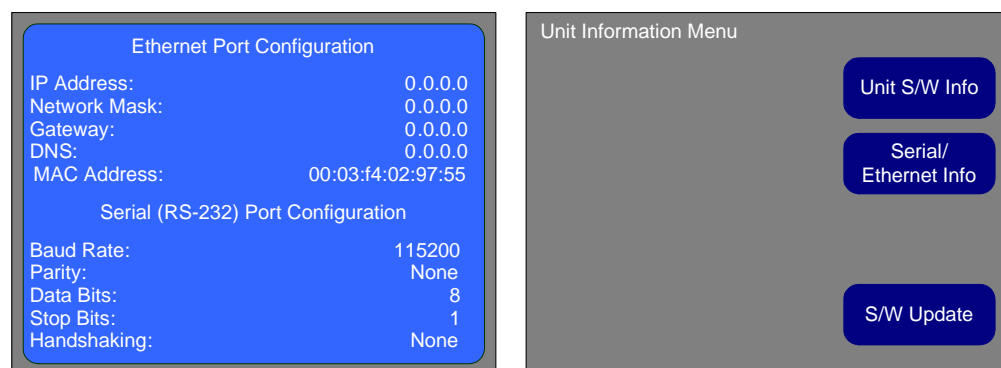 Ethernet Port Configuration
IP Address: 0.0.0.0
Network Mask: 0.0.0.0
Gateway: 0.0.0.0
DNS: 0.0.0.0
MAC Address: 00:03:f4:02:97:55
Serial (RS-232) Port Configuration
Baud Rate: 115200
Parity: None
Data Bits: 8
Stop Bits: 1
Handshaking: None
Unit Information Menu
Unit S/W Info
Serial/
Ethernet Info
S/W Update